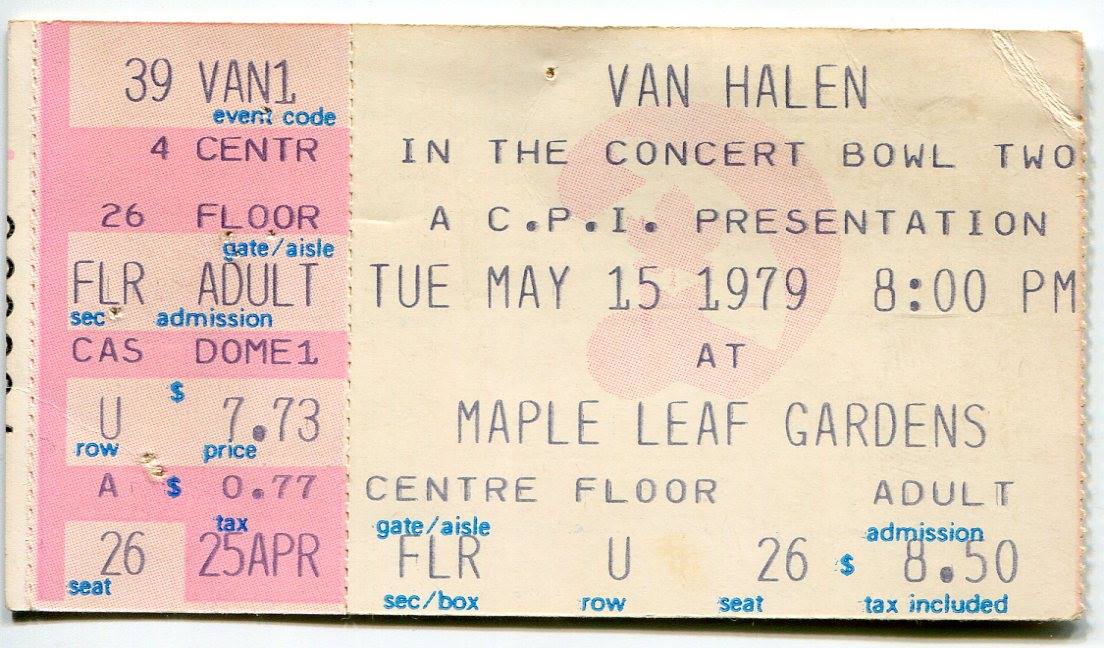 39 VAN1
event code
4 CENTR
26 FLOOR
gate/aisle
FLR ADULT
sec admission
CAS DOME1
U $ 7.73
row price
A $ 0.77
tax
26 25APR
seat
VAN HALEN
IN THE CONCERT BOWL TWO
A C.P.I. PRESENTATION
TUE MAY 15 1979 8:00 PM
AT
MAPLE LEAF GARDENS
CENTRE FLOOR ADULT
gate/aisle admission
FLR U 26 $ 8.50
sec/box row seat tax included